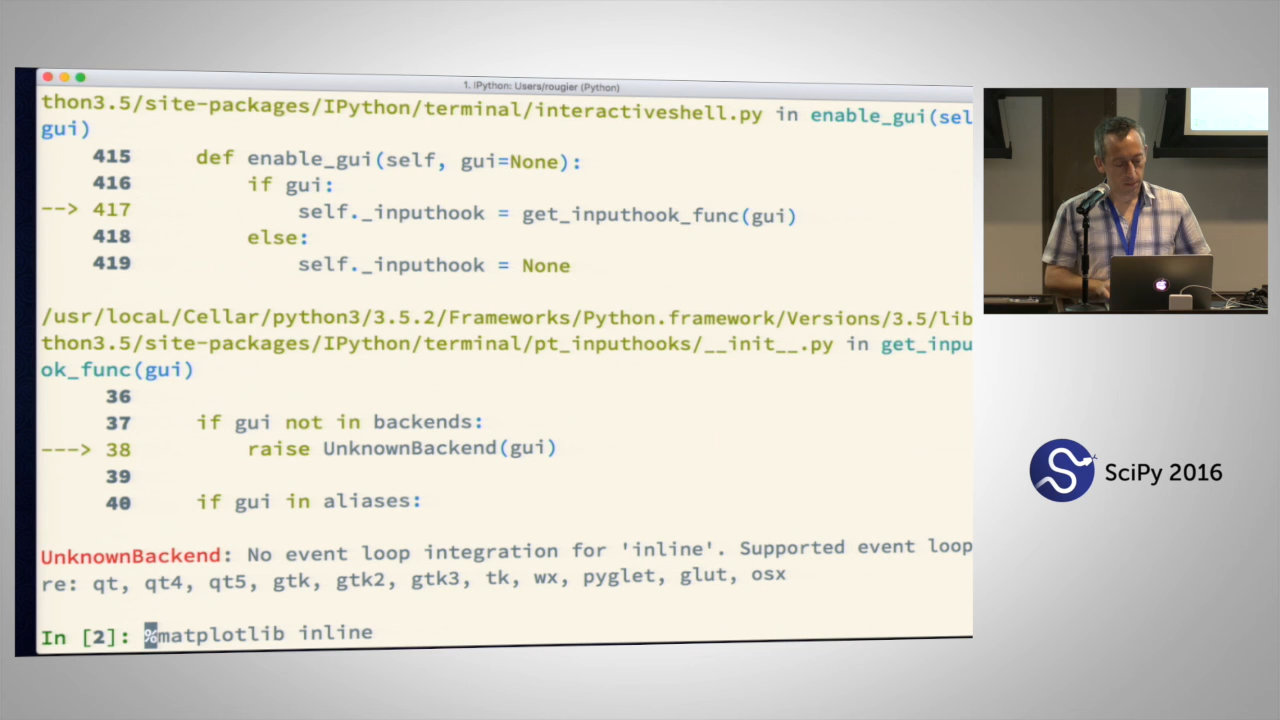 1. IPython: Users/rougier (Python)
thon3.5/site-packages/IPython/terminal/interactiveshell.py in enable_gui(sel
gui)
415 def enable_gui(self, gui=None):
416 if gui:
--> 417 self._inputhook = get_inputhook_func(gui)
418 else:
419 self._inputhook = None
/usr/local/Cellar/python3/3.5.2/Frameworks/Python.framework/Versions/3.5/lib
thon3.5/site-packages/IPython/terminal/pt_inputhooks/__init__.py in get_inpu
ok_func(gui)
36
37 if gui not in backends:
---> 38 raise UnknownBackend(gui)
39
40 if gui in aliases:
UnknownBackend: No event loop integration for 'inline'. Supported event loop
re: qt, qt4, qt5, gtk, gtk2, gtk3, tk, wx, pyglet, glut, osx
In [2]: %matplotlib inline
SciPy 2016